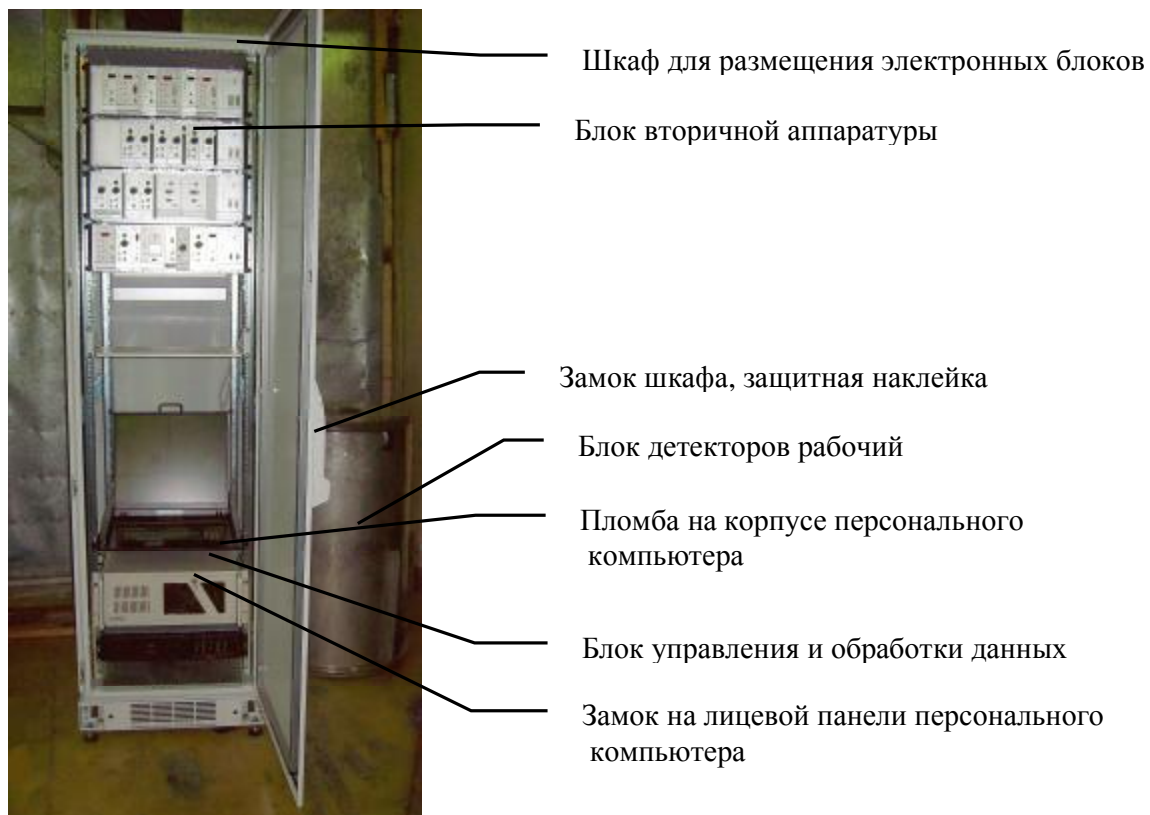 Шкаф для размещения электронных блоков
Блок вторичной аппаратуры
Замок шкафа, защитная наклейка
Блок детекторов рабочий
Пломба на корпусе персонального
компьютера
Блок управления и обработки данных
Замок на лицевой панели персонального
компьютера